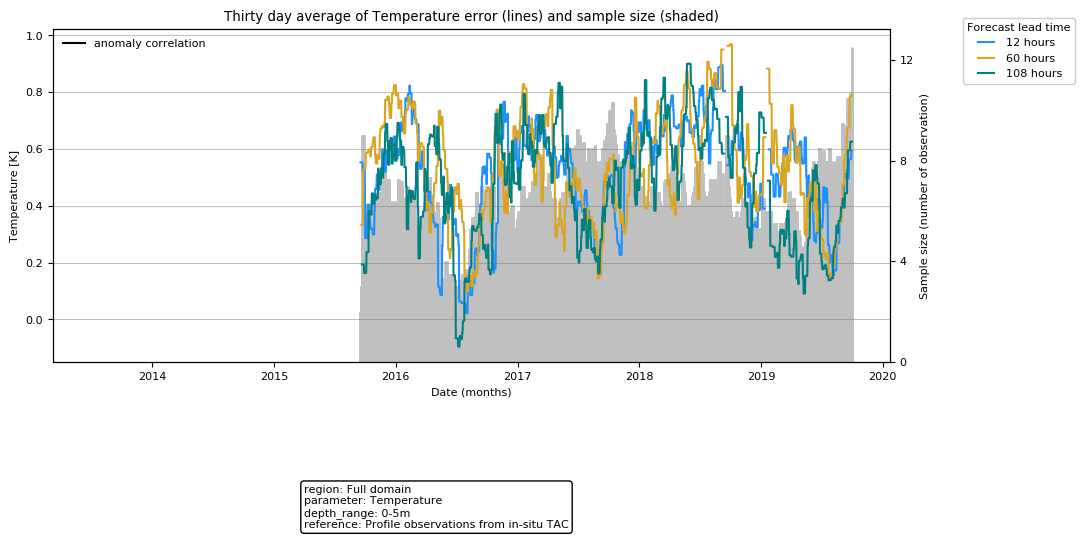 Thirty day average of Temperature error (lines) and sample size (shaded)
anomaly correlation
Forecast lead time
12 hours
60 hours
108 hours
Temperature [K]
1.0
0.8
0.6
0.4
0.2
0.0
12
8
4
0
Sample size (number of observation)
2014 2015 2016 2017 2018 2019 2020
Date (months)
region: Full domain
parameter: Temperature
depth_range: 0-5m
reference: Profile observations from in-situ TAC